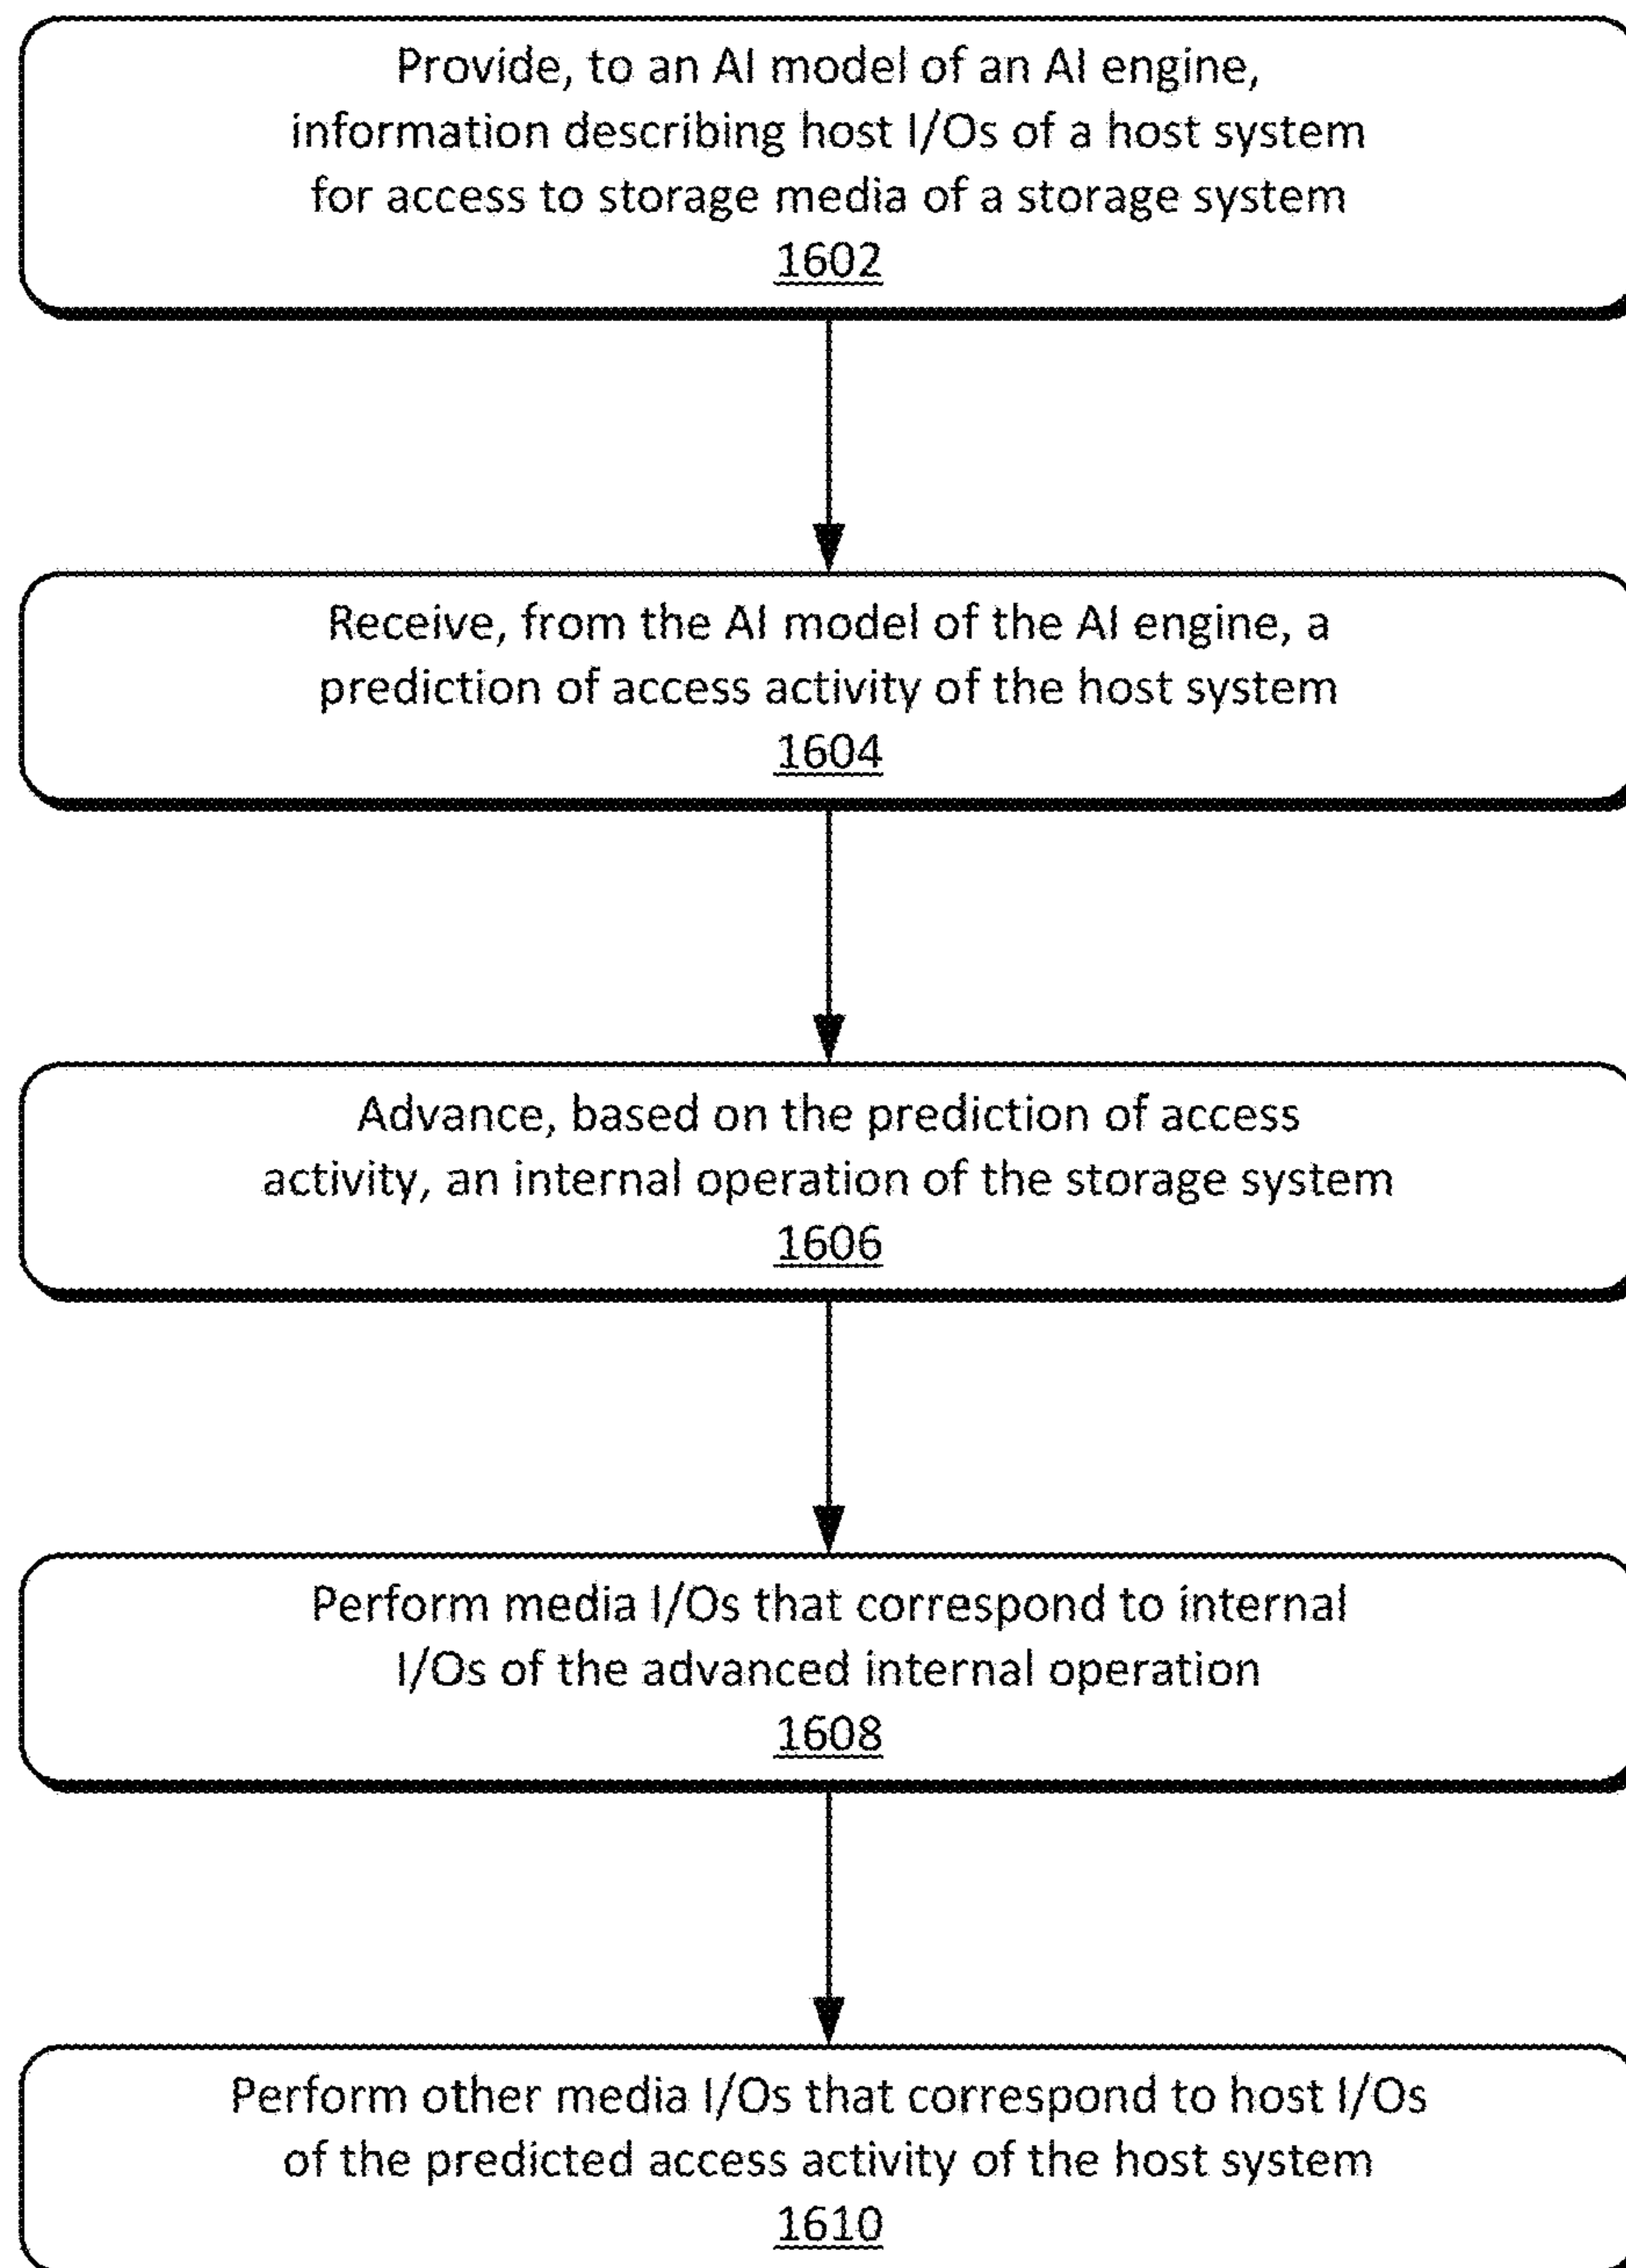 Provide, to an AI model of an AI engine,
information describing host I/Os of a host system
for access to storage media of a storage system
1602
Receive, from the AI model of the AI engine, a
prediction of access activity of the host system
1604
Advance, based on the prediction of access
activity, an internal operation of the storage system
1606
Perform media I/Os that correspond to internal
I/Os of the advanced internal operation
1608
Perform other media I/Os that correspond to host I/Os
of the predicted access activity of the host system
1610